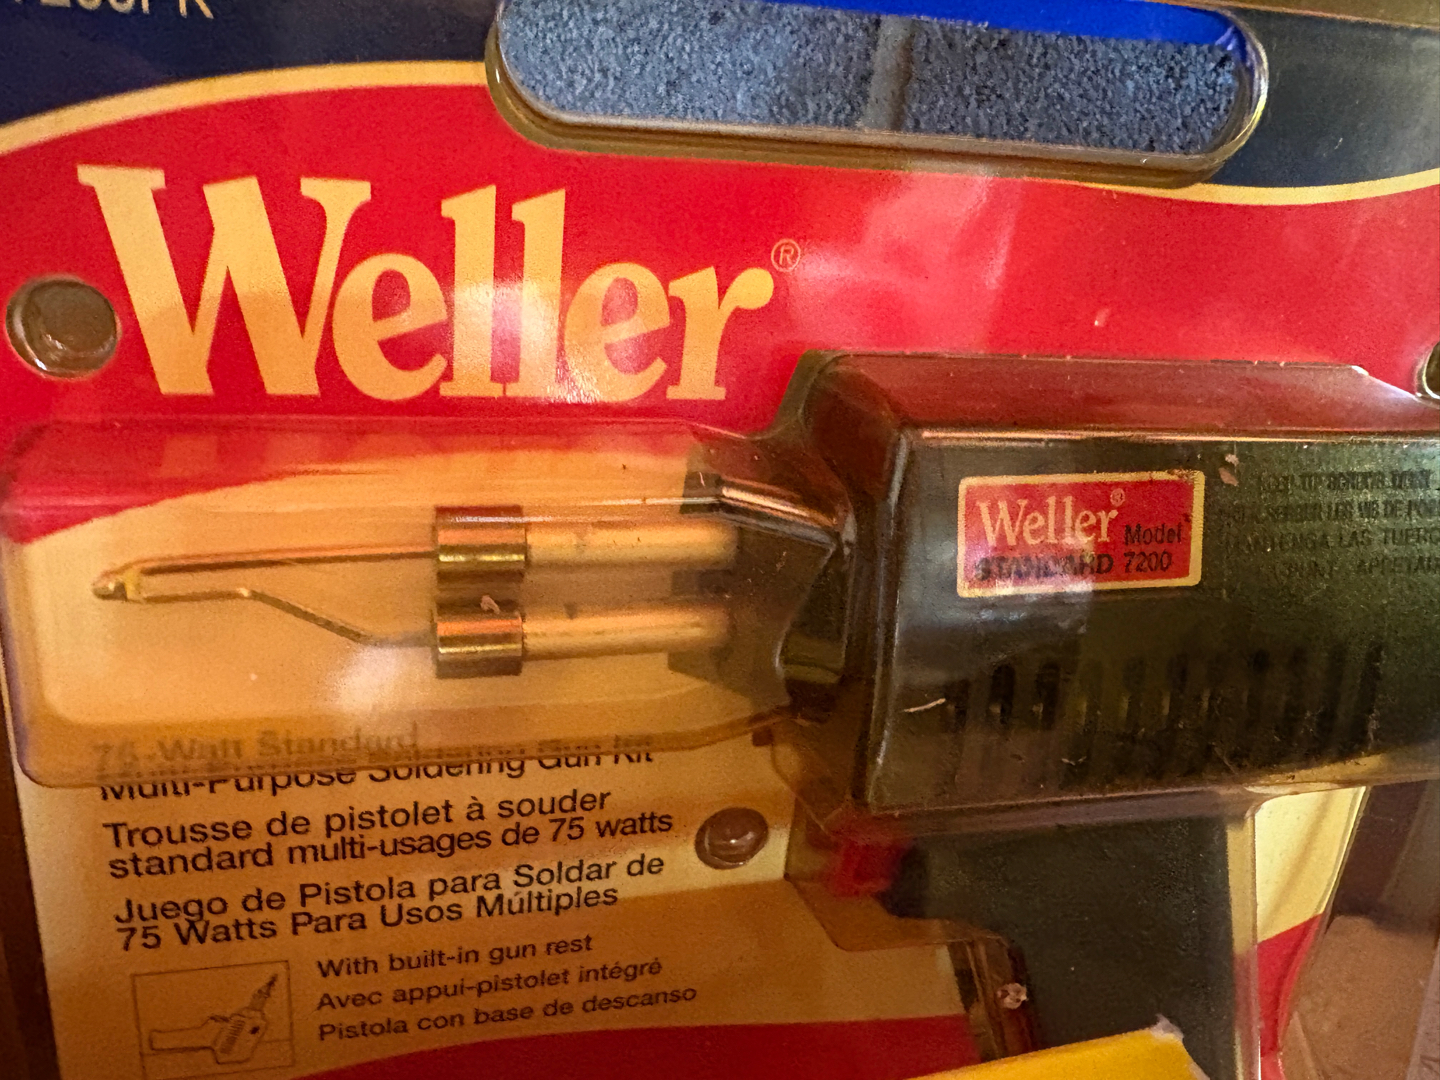 Weller®
Weller® Model
STANDARD 7200
75-Watt Standard
Multi-Purpose Soldering Gun Kit
Trousse de pistolet à souder
standard multi-usages de 75 watts
Juego de Pistola para Soldar de
75 Watts Para Usos Múltiples
With built-in gun rest
Avec appui-pistolet intégré
Pistola con base de descanso